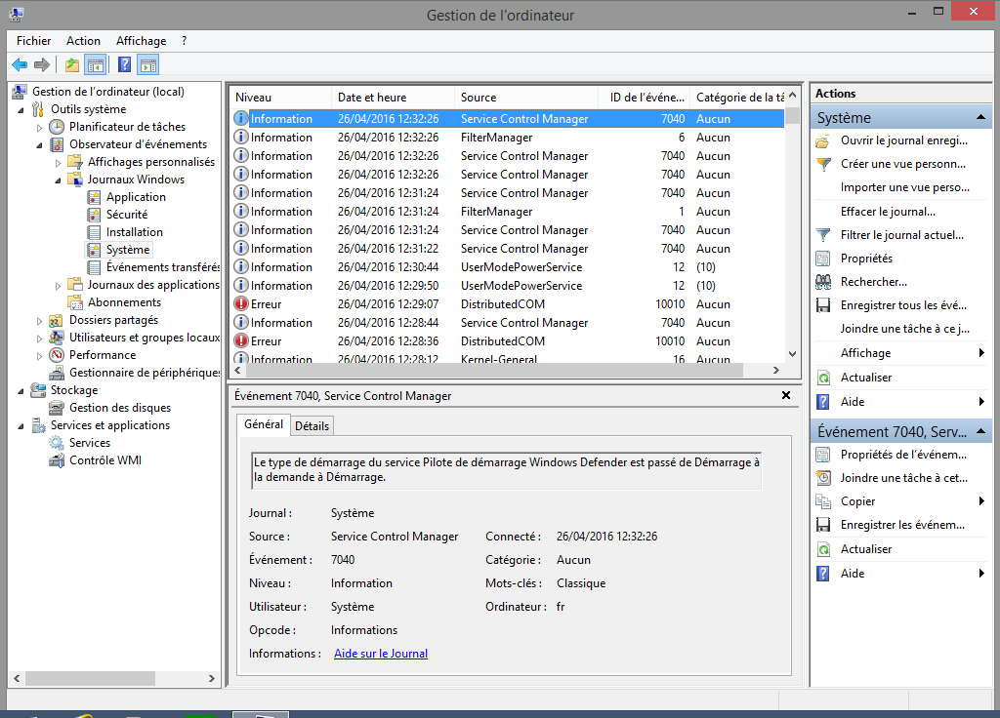 Gestion de l'ordinateur
Fichier Action Affichage ?
Gestion de l'ordinateur (local)
Outils système
Planificateur de tâches
Observateur d'événements
Affichages personnalisés
Journaux Windows
Application
Sécurité
Installation
Système
Événements transférés
Journaux des applications
Abonnements
Dossiers partagés
Utilisateurs et groupes locaux
Performance
Gestionnaire de périphériques
Stockage
Gestion des disques
Services et applications
Services
Contrôle WMI
Niveau Date et heure Source ID de l'événe... Catégorie de la tâ
Information 26/04/2016 12:32:26 Service Control Manager 7040 Aucun
Information 26/04/2016 12:32:26 FilterManager 6 Aucun
Information 26/04/2016 12:32:26 Service Control Manager 7040 Aucun
Information 26/04/2016 12:32:26 Service Control Manager 7040 Aucun
Information 26/04/2016 12:31:24 Service Control Manager 7040 Aucun
Information 26/04/2016 12:31:24 FilterManager 1 Aucun
Information 26/04/2016 12:31:24 Service Control Manager 7040 Aucun
Information 26/04/2016 12:31:22 Service Control Manager 7040 Aucun
Information 26/04/2016 12:30:44 UserModePowerService 12 (10)
Information 26/04/2016 12:29:50 UserModePowerService 12 (10)
Erreur 26/04/2016 12:29:07 DistributedCOM 10010 Aucun
Information 26/04/2016 12:28:44 Service Control Manager 7040 Aucun
Erreur 26/04/2016 12:28:36 DistributedCOM 10010 Aucun
Information 26/04/2016 12:28:12 Kernel-General 16 Aucun
Événement 7040, Service Control Manager
Général Détails
Le type de démarrage du service Pilote de démarrage Windows Defender est passé de Démarrage à
la demande à Démarrage.
Journal : Système
Source : Service Control Manager Connecté : 26/04/2016 12:32:26
Événement : 7040 Catégorie : Aucun
Niveau : Information Mots-clés : Classique
Utilisateur : Système Ordinateur : fr
Opcode : Informations
Informations : Aide sur le Journal
Actions
Système
Ouvrir le journal enregi...
Créer une vue personn...
Importer une vue perso...
Effacer le journal...
Filtrer le journal actuel...
Propriétés
Rechercher...
Enregistrer tous les évé...
Joindre une tâche à ce j...
Affichage
Actualiser
Aide
Événement 7040, Serv...
Propriétés de l'événem...
Joindre une tâche à cet...
Copier
Enregistrer les événem...
Actualiser
Aide